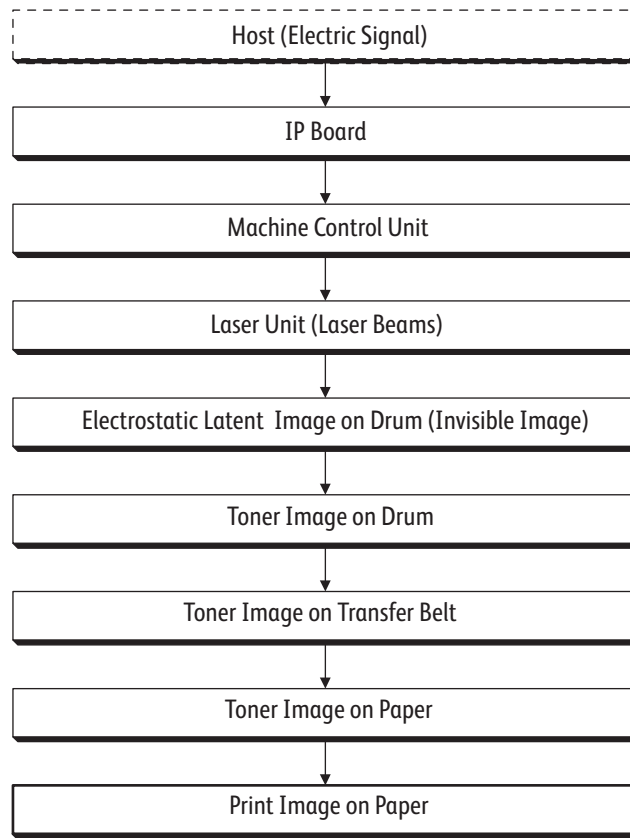 Host (Electric Signal)
IP Board
Machine Control Unit
Laser Unit (Laser Beams)
Electrostatic Latent  Image on Drum (Invisible Image)
Toner Image on Drum
Toner Image on Transfer Belt
Toner Image on Paper
Print Image on Paper